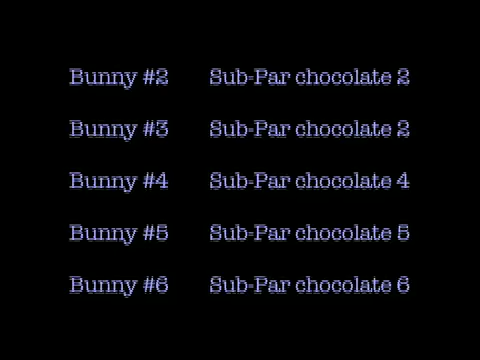 Bunny #2 Sub-Par chocolate 2
Bunny #3 Sub-Par chocolate 2
Bunny #4 Sub-Par chocolate 4
Bunny #5 Sub-Par chocolate 5
Bunny #6 Sub-Par chocolate 6